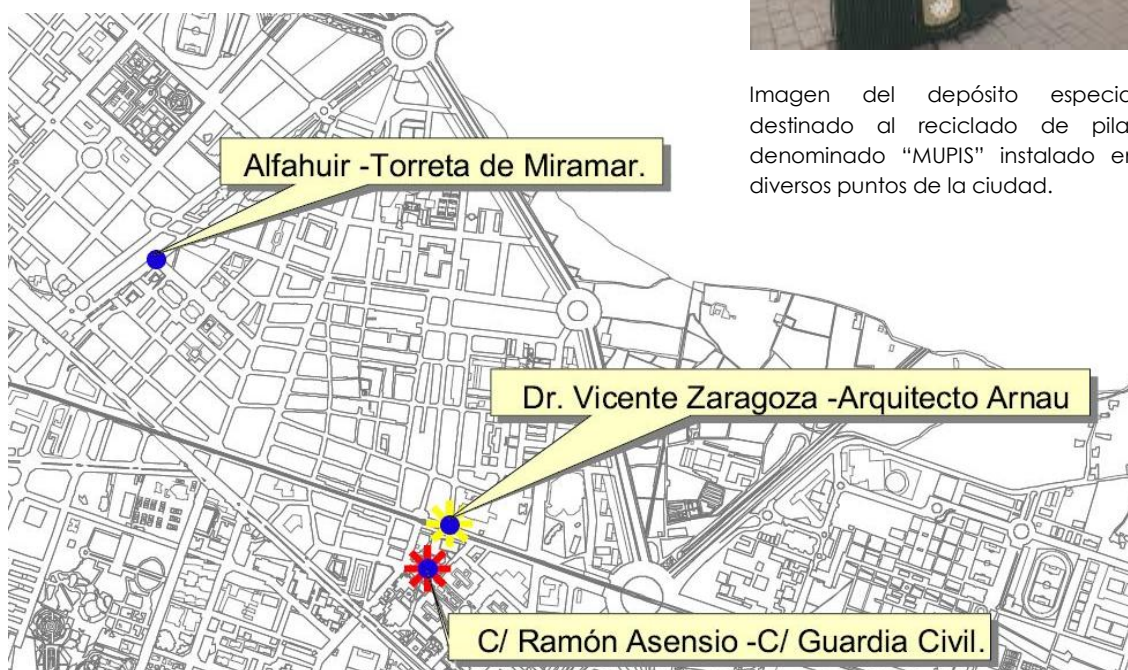 Imagen del depósito especia
destinado al reciclado de pila
denominado “MUPIS” instalado en
diversos puntos de la ciudad.
Alfahuir -Torreta de Miramar.
Dr. Vicente Zaragoza -Arquitecto Arnau
C/ Ramón Asensio -C/ Guardia Civil.